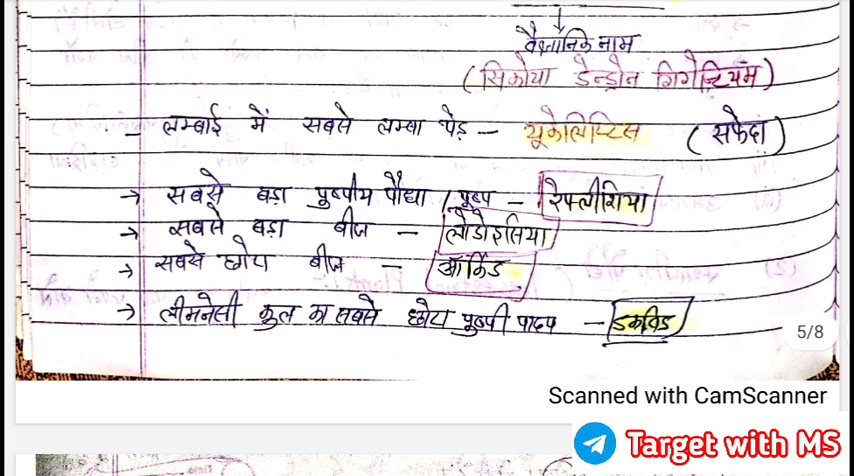 वैज्ञानिक नाम
(सिकोया डेन्ड्रोन गिगेन्टियम)
- लम्बाई में सबसे लम्बा पेड़ - यूकेलिप्टिस (सफेदा)
→ सबसे बड़ा पुष्पीय पौधा / पुष्प - रेफ्लीशिया
→ सबसे बड़ा बीज - लोडोइसिया
→ सबसे छोटा बीज - ऑर्किड
→ लीमनेसी कुल का सबसे छोटा पुष्पी पादप - डकविड
5/8
Scanned with CamScanner
Target with MS